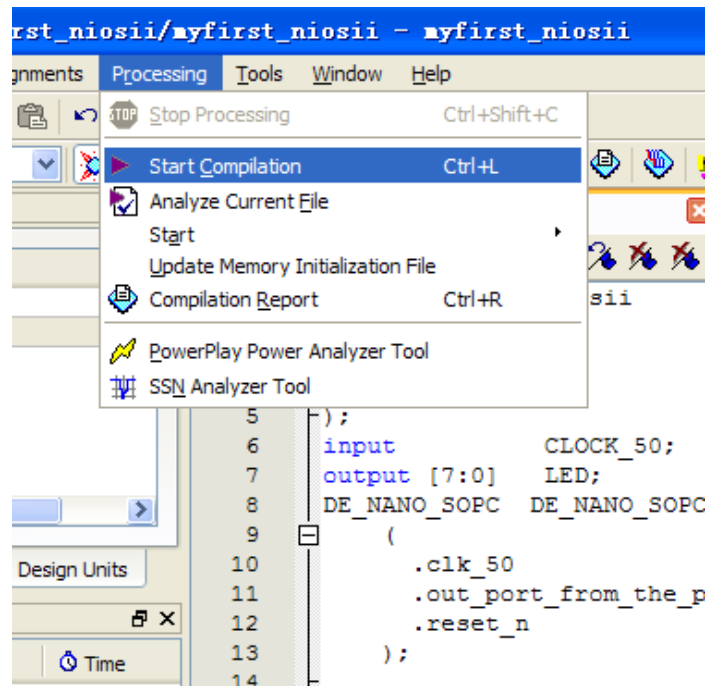 rst_niosii/myfirst_niosii - myfirst_niosii
gnments Processing Tools Window Help
Stop Processing Ctrl+Shift+C
Start Compilation Ctrl+L
Analyze Current File
Start
Update Memory Initialization File
Compilation Report Ctrl+R
sii
PowerPlay Power Analyzer Tool
SSN Analyzer Tool
5 );
6 input CLOCK_50;
7 output [7:0] LED;
8 DE_NANO_SOPC DE_NANO_SOPC
9 (
10 .clk_50
11 .out_port_from_the_p
12 .reset_n
13 );
14
Design Units
Time